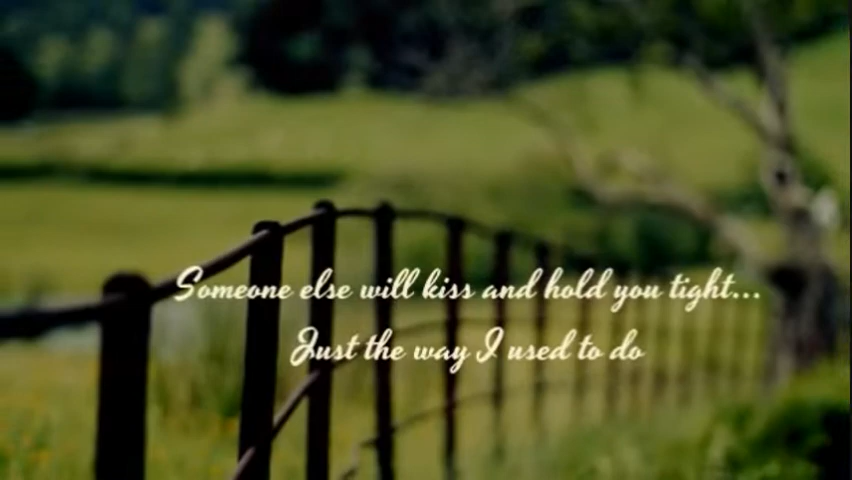 Someone else will kiss and hold you tight...
Just the way I used to do